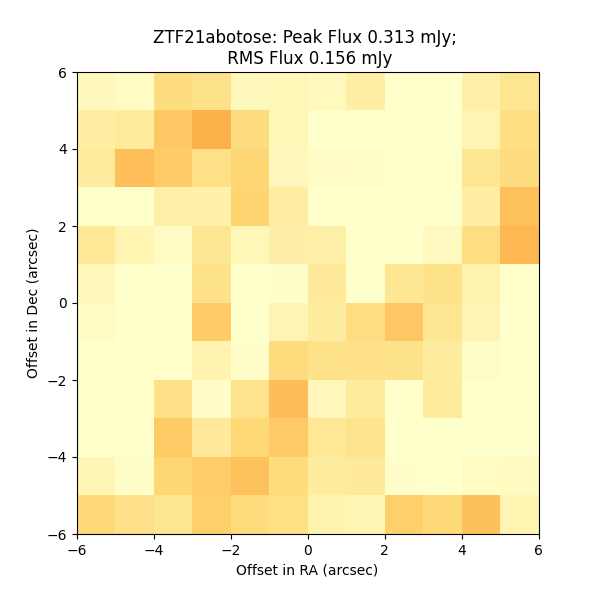 ZTF21abotose: Peak Flux 0.313 mJy;
RMS Flux 0.156 mJy
6
4
2
0
−2
−4
−6
Offset in Dec (arcsec)
−6 −4 −2 0 2 4 6
Offset in RA (arcsec)